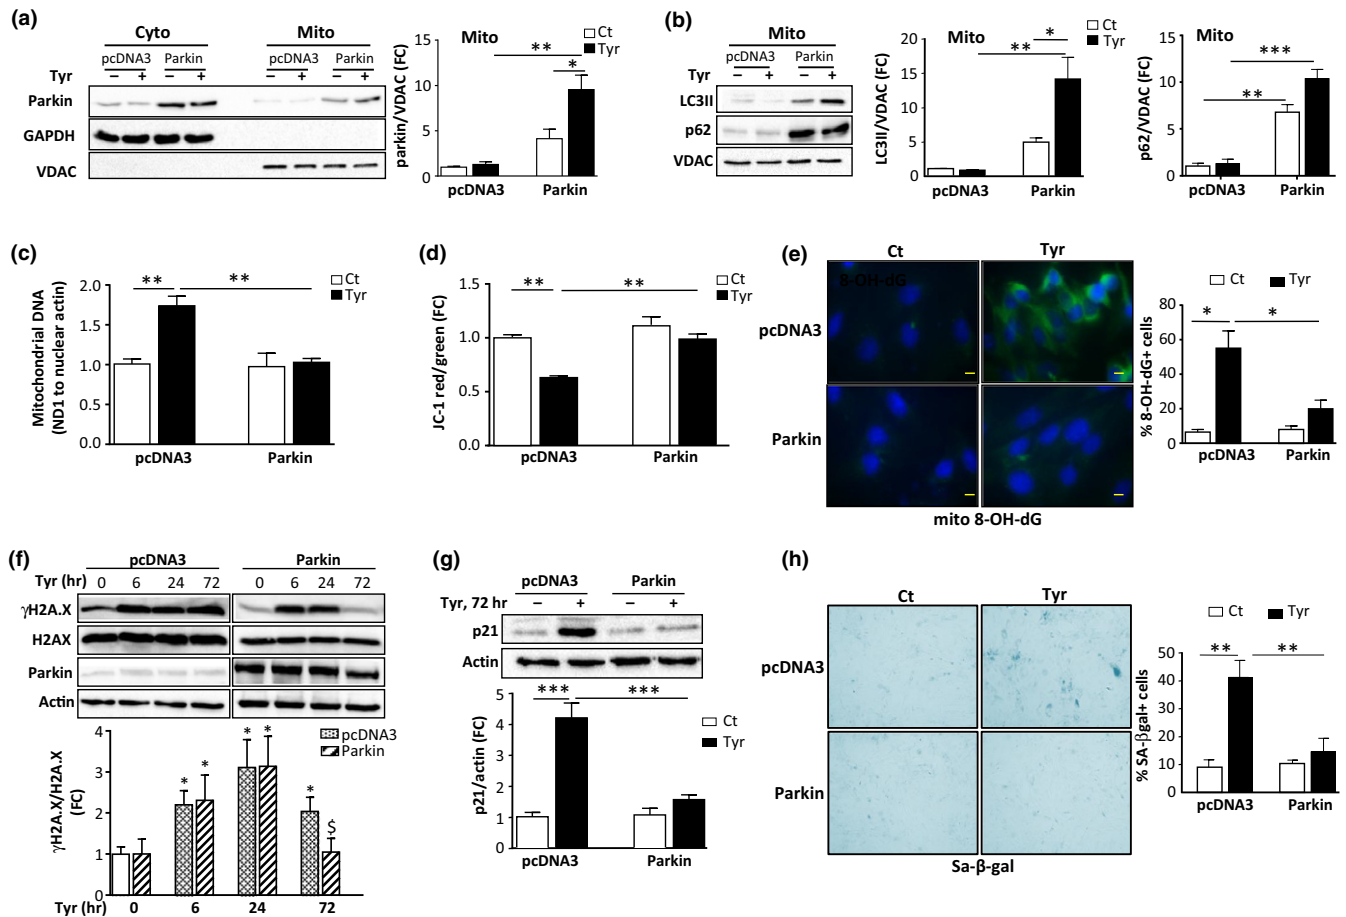 (a)
Cyto Mito
pcDNA3 Parkin pcDNA3 Parkin
Tyr – + – + – + – +
Parkin
GAPDH
VDAC
Mito
** *
Ct
Tyr
parkin/VDAC (FC)
15
10
5
0
pcDNA3 Parkin
(b)
Mito
pcDNA3 Parkin
Tyr – + – +
LC3II
p62
VDAC
Mito
* **
Ct
Tyr
LC3II/VDAC (FC)
20
15
10
5
0
pcDNA3 Parkin
Mito
*** **
p62/VDAC (FC)
15
10
5
0
pcDNA3 Parkin
(c)
Mitochondrial DNA
(ND1 to nuclear actin)
2.0
1.5
1.0
0.5
0.0
** **
Ct
Tyr
pcDNA3 Parkin
(d)
JC-1 red/green (FC)
1.5
1.0
0.5
0.0
** **
Ct
Tyr
pcDNA3 Parkin
(e)
Ct Tyr
8-OH-dG
pcDNA3
Parkin
mito 8-OH-dG
Ct Tyr
% 8-OH-dG+ cells
80
60
40
20
0
* *
pcDNA3 Parkin
(f)
pcDNA3 Parkin
Tyr (hr) 0 6 24 72 0 6 24 72
γH2A.X
H2AX
Parkin
Actin
γH2A.X/H2A.X
(FC)
4
3
2
1
0
pcDNA3
Parkin
* * * * * $
Tyr (hr) 0 6 24 72
(g)
pcDNA3 Parkin
Tyr, 72 hr – + – +
p21
Actin
p21/actin (FC)
5
4
3
2
1
0
*** ***
Ct
Tyr
pcDNA3 Parkin
(h)
Ct Tyr
pcDNA3
Parkin
Sa-β-gal
Ct Tyr
% SA-βgal+ cells
50
40
30
20
10
0
** **
pcDNA3 Parkin